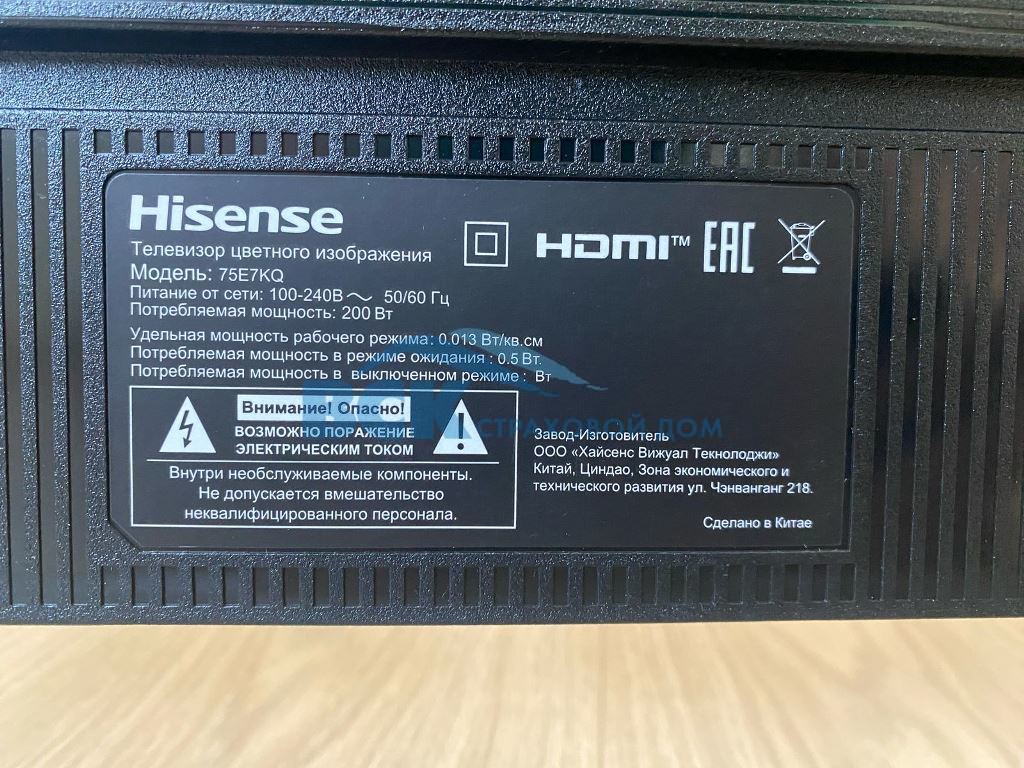 Hisense
Телевизор цветного изображения
HDMI™ EAC
Модель: 75E7KQ
Питание от сети: 100-240В ~ 50/60 Гц
Потребляемая мощность: 200 Вт
Удельная мощность рабочего режима: 0.013 Вт/кв.см
Потребляемая мощность в режиме ожидания : 0.5 Вт.
Потребляемая мощность в выключенном режиме : Вт
ВСК СТРАХОВОЙ ДОМ
Внимание! Опасно!
ВОЗМОЖНО ПОРАЖЕНИЕ
ЭЛЕКТРИЧЕСКИМ ТОКОМ
Внутри необслуживаемые компоненты.
Не допускается вмешательство
неквалифицированного персонала.
Завод-Изготовитель
ООО «Хайсенс Вижуал Текнолоджи»
Китай, Циндао, Зона экономического и
технического развития ул. Чэнванганг 218.
Сделано в Китае